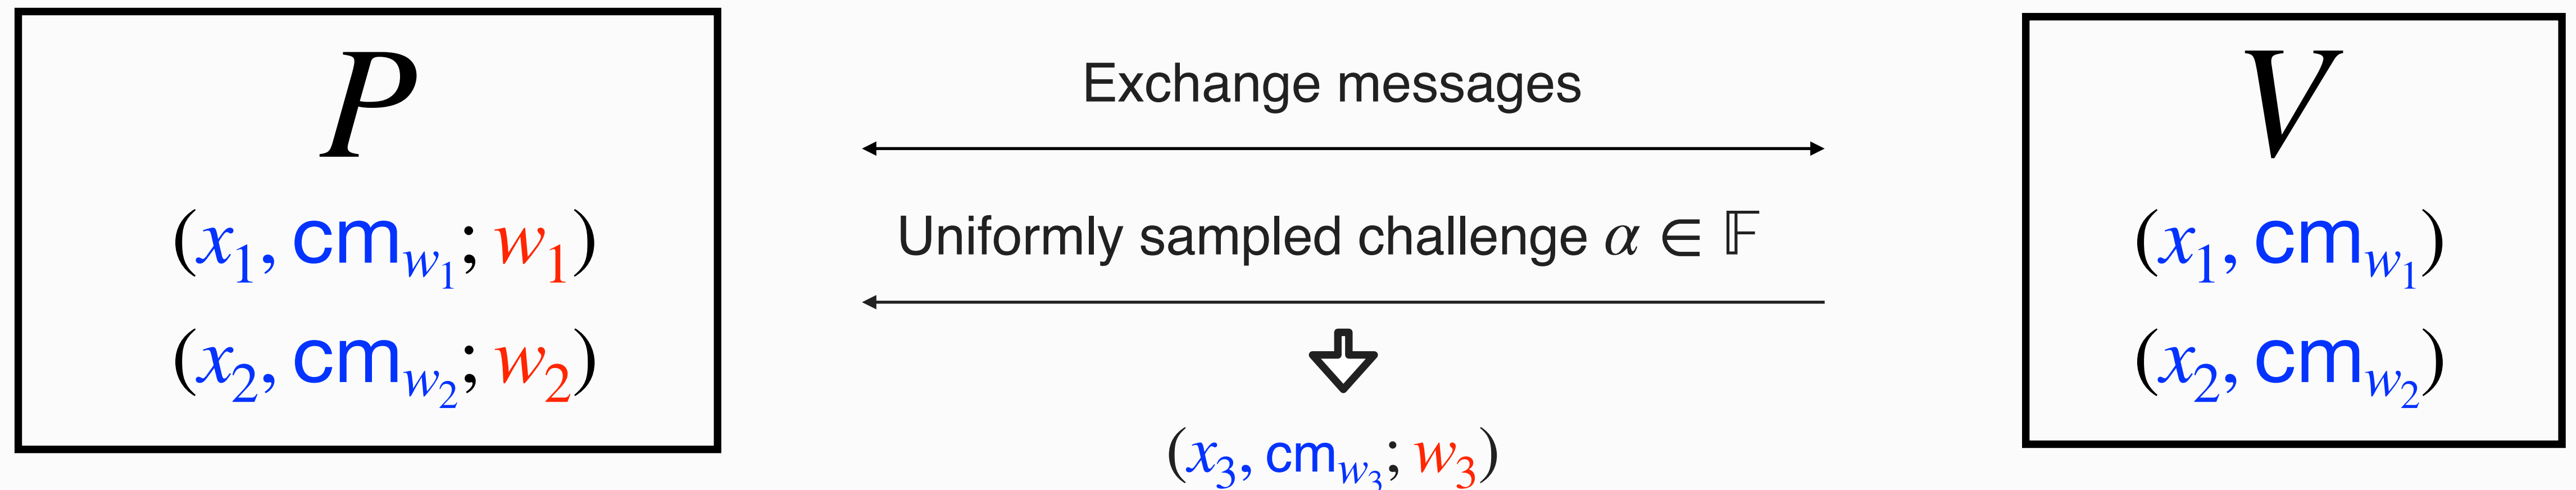 P
(x₁, cm_{w₁}; w₁)
(x₂, cm_{w₂}; w₂)
Exchange messages
Uniformly sampled challenge α ∈ 𝔽
(x₃, cm_{w₃}; w₃)
V
(x₁, cm_{w₁})
(x₂, cm_{w₂})